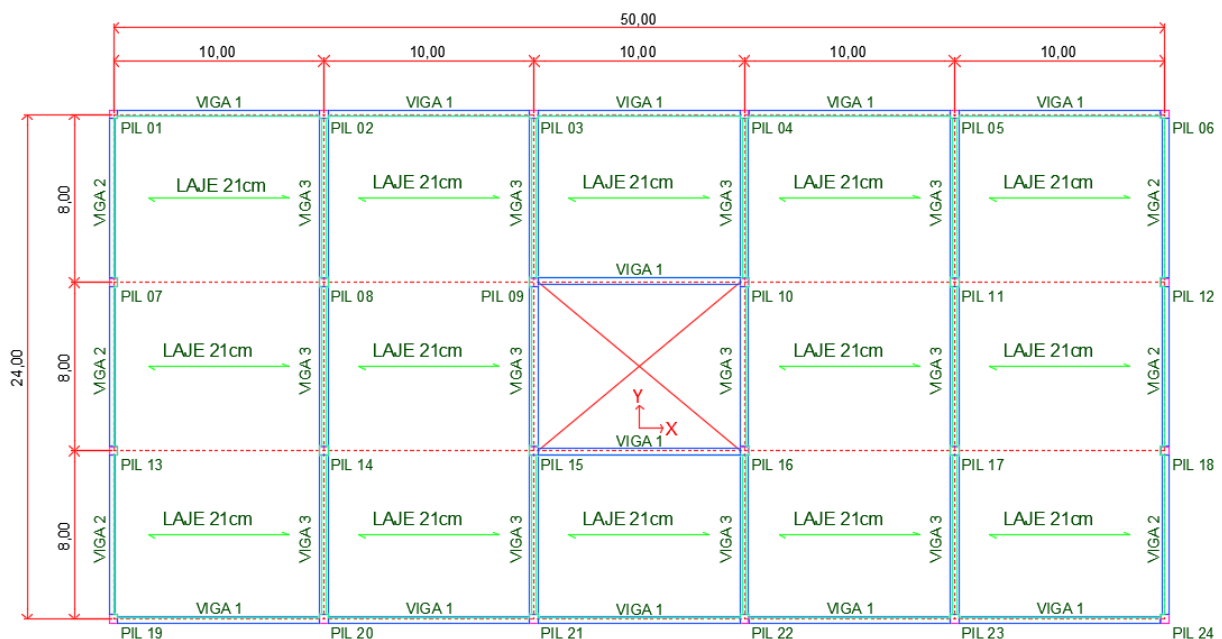 50,00
10,00 10,00 10,00 10,00 10,00
VIGA 1 VIGA 1 VIGA 1 VIGA 1 VIGA 1
PIL 01 PIL 02 PIL 03 PIL 04 PIL 05 PIL 06
8,00 VIGA 2 LAJE 21cm VIGA 3 LAJE 21cm VIGA 3 LAJE 21cm VIGA 3 LAJE 21cm VIGA 3 LAJE 21cm VIGA 2
VIGA 1
PIL 07 PIL 08 PIL 09 PIL 10 PIL 11 PIL 12
24,00 8,00 VIGA 2 LAJE 21cm VIGA 3 LAJE 21cm VIGA 3 VIGA 3 LAJE 21cm VIGA 3 LAJE 21cm VIGA 2
Y
X
VIGA 1
PIL 13 PIL 14 PIL 15 PIL 16 PIL 17 PIL 18
8,00 VIGA 2 LAJE 21cm VIGA 3 LAJE 21cm VIGA 3 LAJE 21cm VIGA 3 LAJE 21cm VIGA 3 LAJE 21cm VIGA 2
VIGA 1 VIGA 1 VIGA 1 VIGA 1 VIGA 1
PIL 19 PIL 20 PIL 21 PIL 22 PIL 23 PIL 24